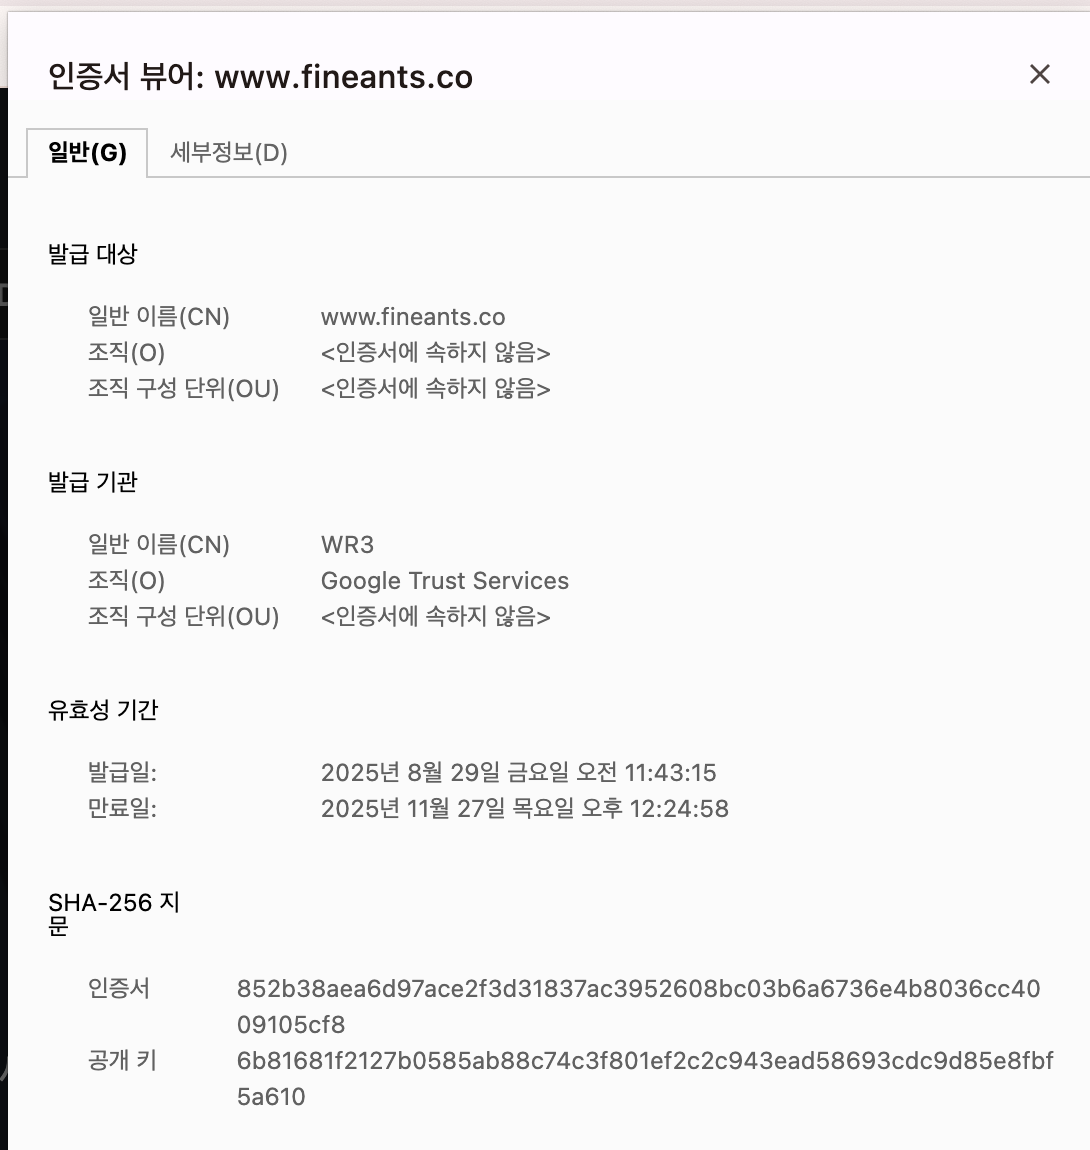 인증서 뷰어: www.fineants.co
일반(G) 세부정보(D)
발급 대상
일반 이름(CN) www.fineants.co
조직(O) <인증서에 속하지 않음>
조직 구성 단위(OU) <인증서에 속하지 않음>
발급 기관
일반 이름(CN) WR3
조직(O) Google Trust Services
조직 구성 단위(OU) <인증서에 속하지 않음>
유효성 기간
발급일: 2025년 8월 29일 금요일 오전 11:43:15
만료일: 2025년 11월 27일 목요일 오후 12:24:58
SHA-256 지
문
인증서 852b38aea6d97ace2f3d31837ac3952608bc03b6a6736e4b8036cc40
09105cf8
공개 키 6b81681f2127b0585ab88c74c3f801ef2c2c943ead58693cdc9d85e8fbf
5a610